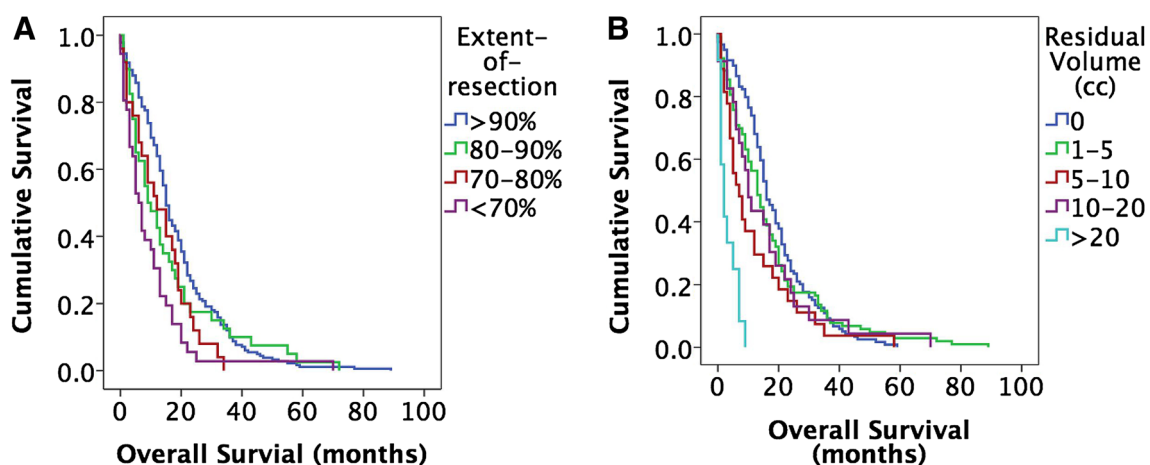 A
Cumulative Survival
1.0
0.8
0.6
0.4
0.2
0.0
0 20 40 60 80 100
Overall Survial (months)
Extent-
of-
resection
>90%
80-90%
70-80%
<70%
B
Cumulative Survival
1.0
0.8
0.6
0.4
0.2
0.0
0 20 40 60 80 100
Overall Survival
(months)
Residual
Volume
(cc)
0
1-5
5-10
10-20
>20